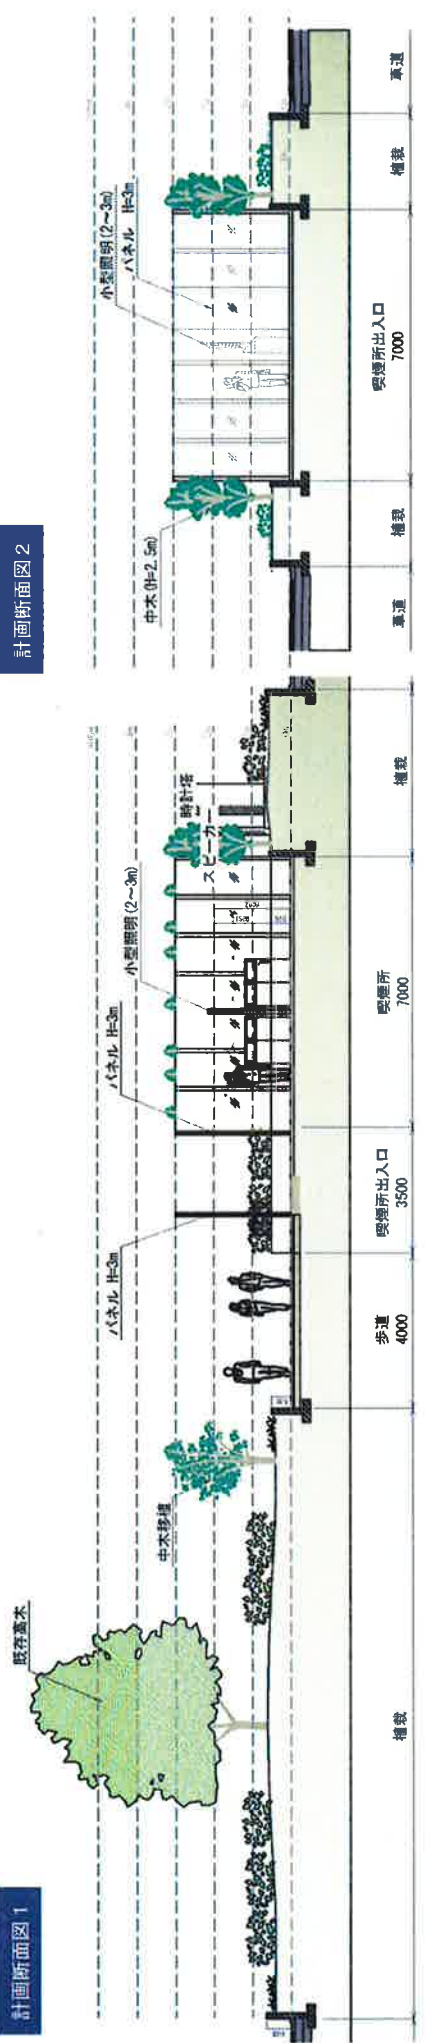 計画断面図1
既存高木
中木移植
パネル H=3m
パネル H=3m
小型照明(2～3m)
スピーカー
時計塔
植栽
歩道
4000
喫煙所出入口
3500
喫煙所
7000
植栽
計画断面図2
中木(H=2.5m)
小型照明(2～3m)
パネル H=3m
車道
植栽
喫煙所出入口
7000
植栽
車道